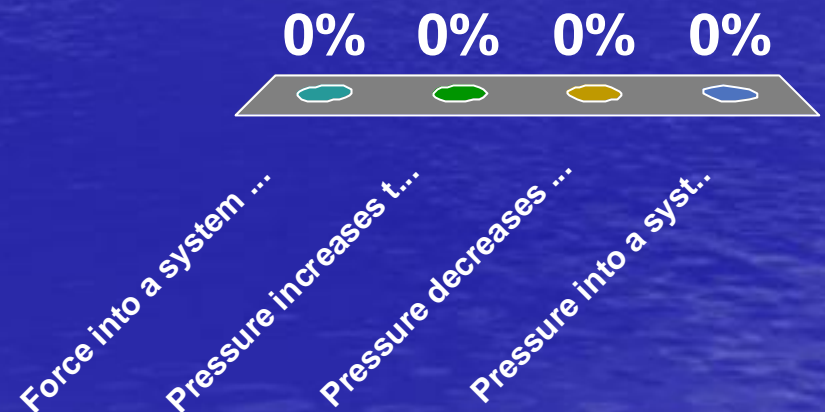 0% 0% 0% 0%
Force into a system ...
Pressure increases t...
Pressure decreases ...
Pressure into a syst..